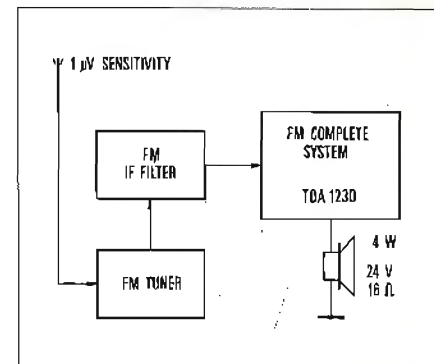 1 µV SENSITIVITY
FM
IF FILTER
FM COMPLETE
SYSTEM
TDA 1230
FM TUNER
4 W
24 V
16 Ω